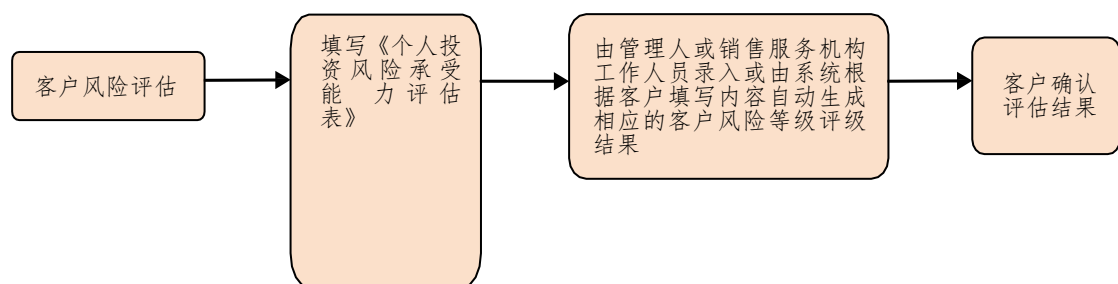 客户风险评估
填写《个人投
资风险承受
能力评估
表》
由管理人或销售服务机构
工作人员录入或由系统根
据客户填写内容自动生成
相应的客户风险等级评级
结果
客户确认
评估结果